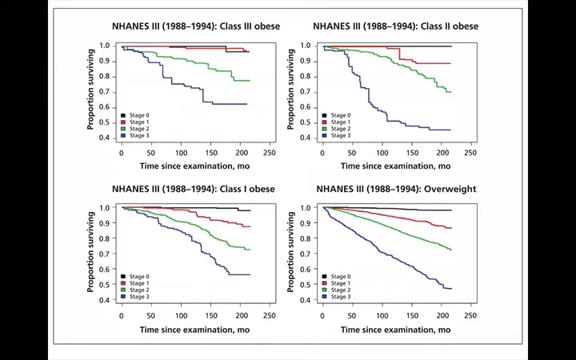 NHANES III (1988–1994): Class III obese
Proportion surviving
1.0
0.9
0.8
0.7
0.6
0.5
0.4
Stage 0
Stage 1
Stage 2
Stage 3
0 50 100 150 200 250
Time since examination, mo
NHANES III (1988–1994): Class II obese
Proportion surviving
1.0
0.9
0.8
0.7
0.6
0.5
0.4
Stage 0
Stage 1
Stage 2
Stage 3
0 50 100 150 200 250
Time since examination, mo
NHANES III (1988–1994): Class I obese
Proportion surviving
1.0
0.9
0.8
0.7
0.6
0.5
0.4
Stage 0
Stage 1
Stage 2
Stage 3
0 50 100 150 200 250
Time since examination, mo
NHANES III (1988–1994): Overweight
Proportion surviving
1.0
0.9
0.8
0.7
0.6
0.5
0.4
Stage 0
Stage 1
Stage 2
Stage 3
0 50 100 150 200 250
Time since examination, mo